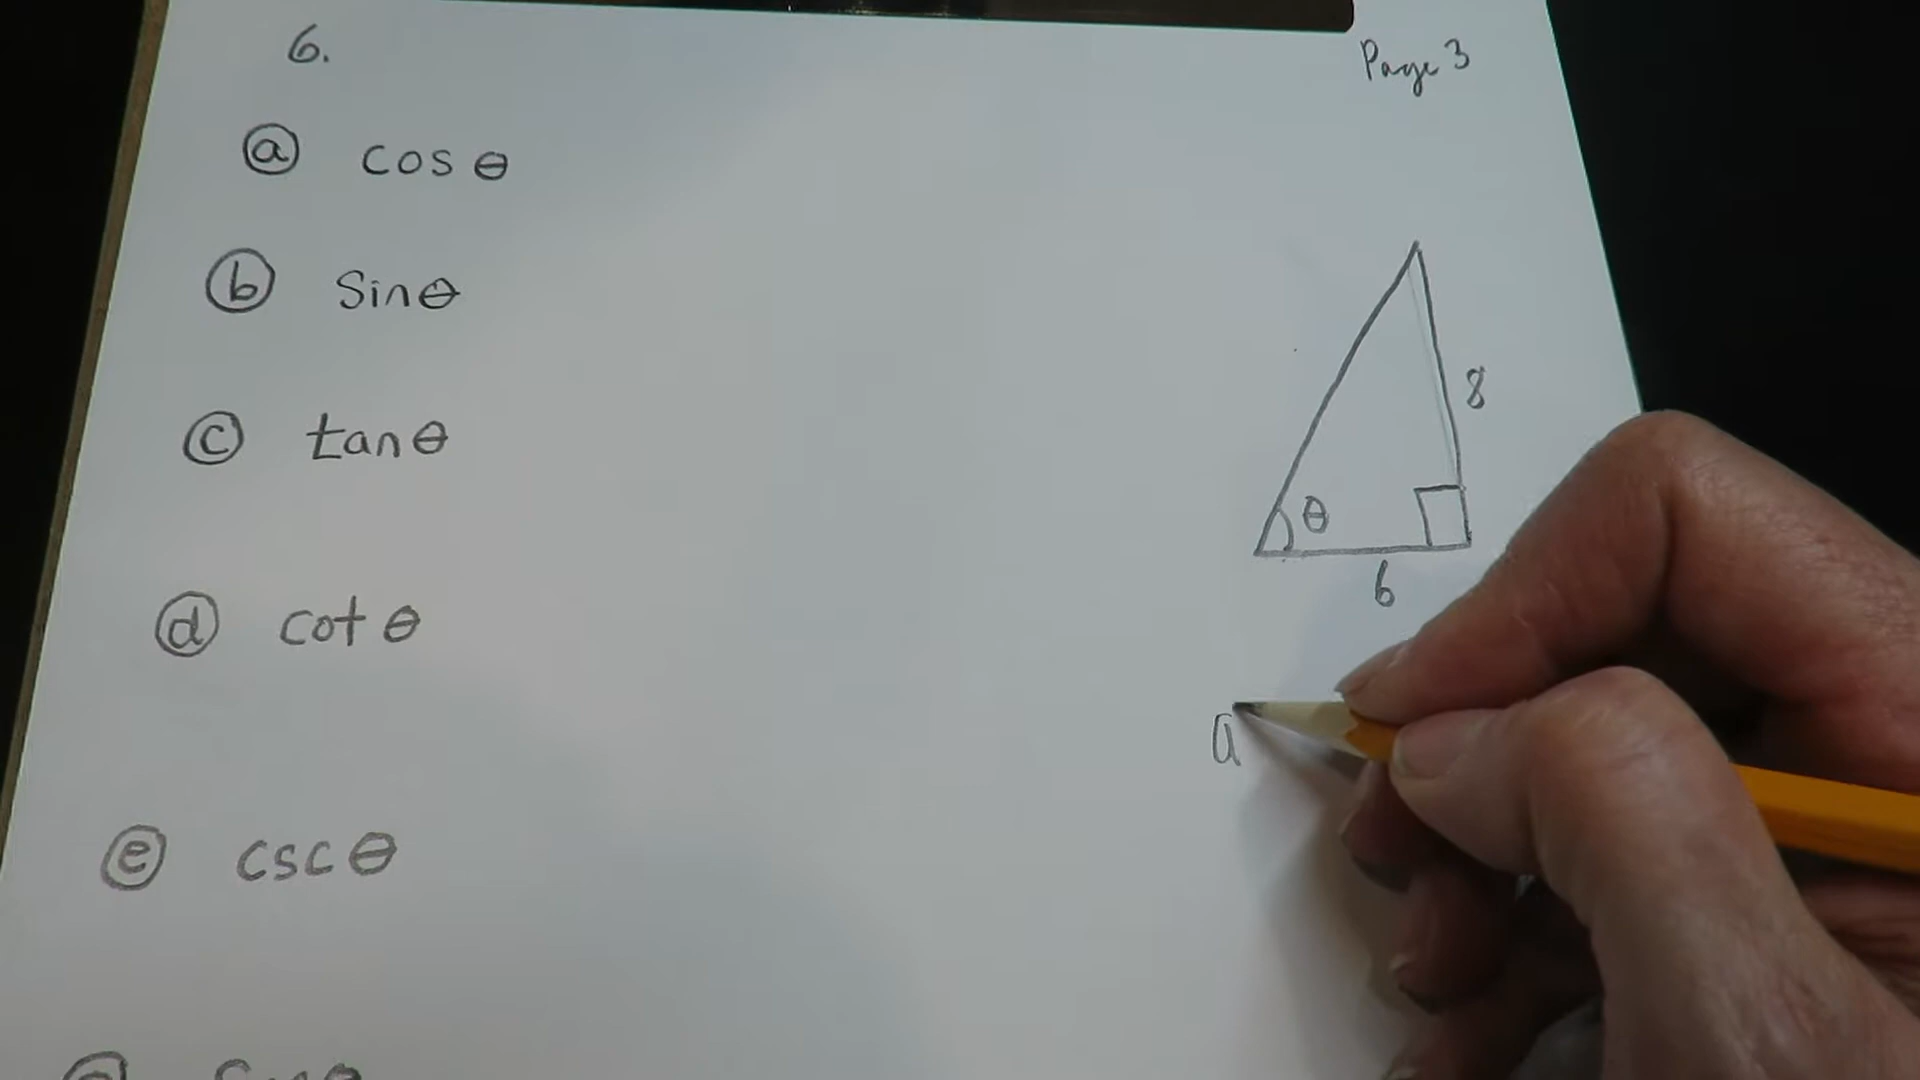 6.
Page 3
ⓐ cos θ
ⓑ sin θ
ⓒ tan θ
ⓓ cot θ
ⓔ csc θ
8
θ
6
a